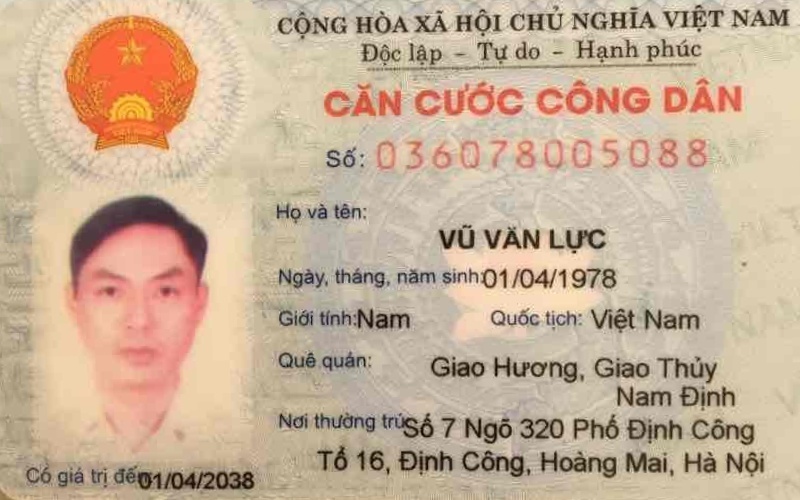 CỘNG HÒA XÃ HỘI CHỦ NGHĨA VIỆT NAM
Độc lập - Tự do - Hạnh phúc
CĂN CƯỚC CÔNG DÂN
Số: 036078005088
Họ và tên:
VŨ VĂN LỰC
Ngày, tháng, năm sinh:01/04/1978
Giới tính:Nam Quốc tịch: Việt Nam
Quê quán: Giao Hương, Giao Thủy
Nam Định
Nơi thường trú:Số 7 Ngõ 320 Phố Định Công
Tổ 16, Định Công, Hoàng Mai, Hà Nội
Có giá trị đến:01/04/2038